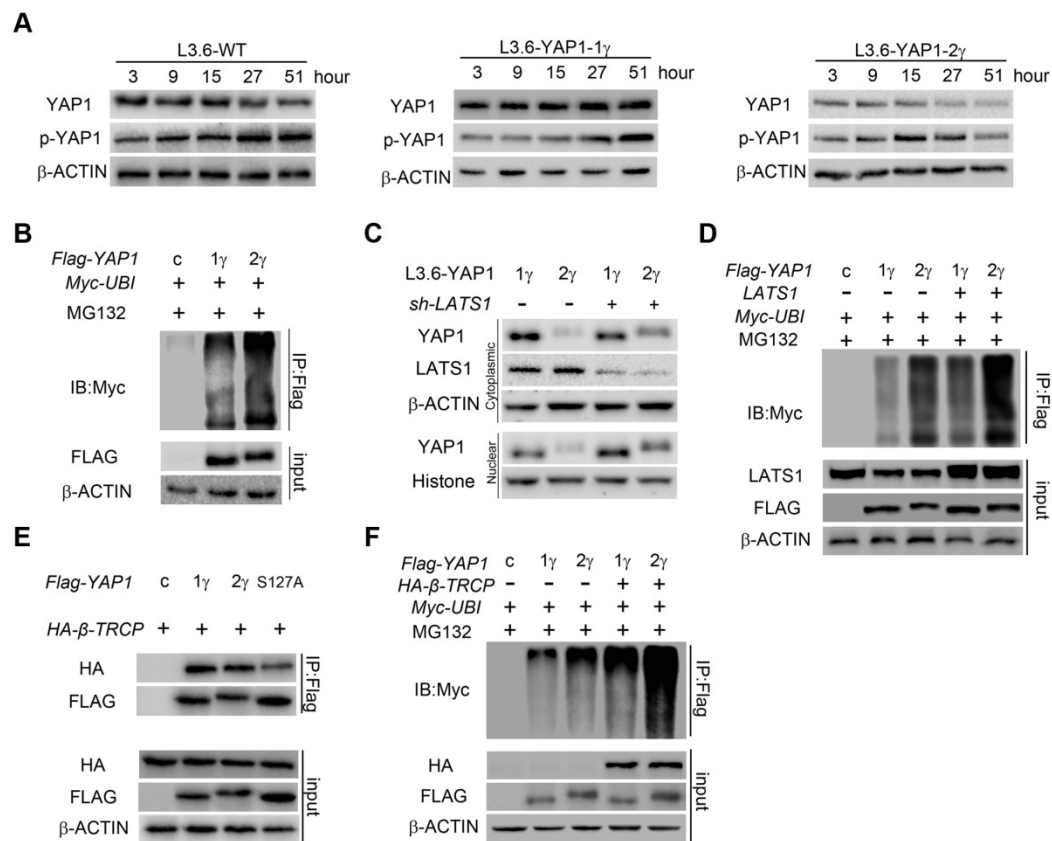 A
L3.6-WT
3 9 15 27 51 hour
YAP1
p-YAP1
β-ACTIN
L3.6-YAP1-1γ
3 9 15 27 51 hour
YAP1
p-YAP1
β-ACTIN
L3.6-YAP1-2γ
3 9 15 27 51 hour
YAP1
p-YAP1
β-ACTIN
B
Flag-YAP1 c 1γ 2γ
Myc-UBI + + +
MG132 + + +
IB:Myc
IP:Flag
FLAG
β-ACTIN
input
C
L3.6-YAP1 1γ 2γ 1γ 2γ
sh-LATS1 - - + +
YAP1
LATS1
β-ACTIN
Cytoplasmic
YAP1
Histone
Nuclear
D
Flag-YAP1 c 1γ 2γ 1γ 2γ
LATS1 - - - + +
Myc-UBI + + + + +
MG132 + + + + +
IB:Myc
IP:Flag
LATS1
FLAG
β-ACTIN
input
E
Flag-YAP1 c 1γ 2γ S127A
HA-β-TRCP + + + +
HA
FLAG
IP:Flag
HA
FLAG
β-ACTIN
input
F
Flag-YAP1 c 1γ 2γ 1γ 2γ
HA-β-TRCP - - - + +
Myc-UBI + + + + +
MG132 + + + + +
IB:Myc
IP:Flag
HA
FLAG
β-ACTIN
input